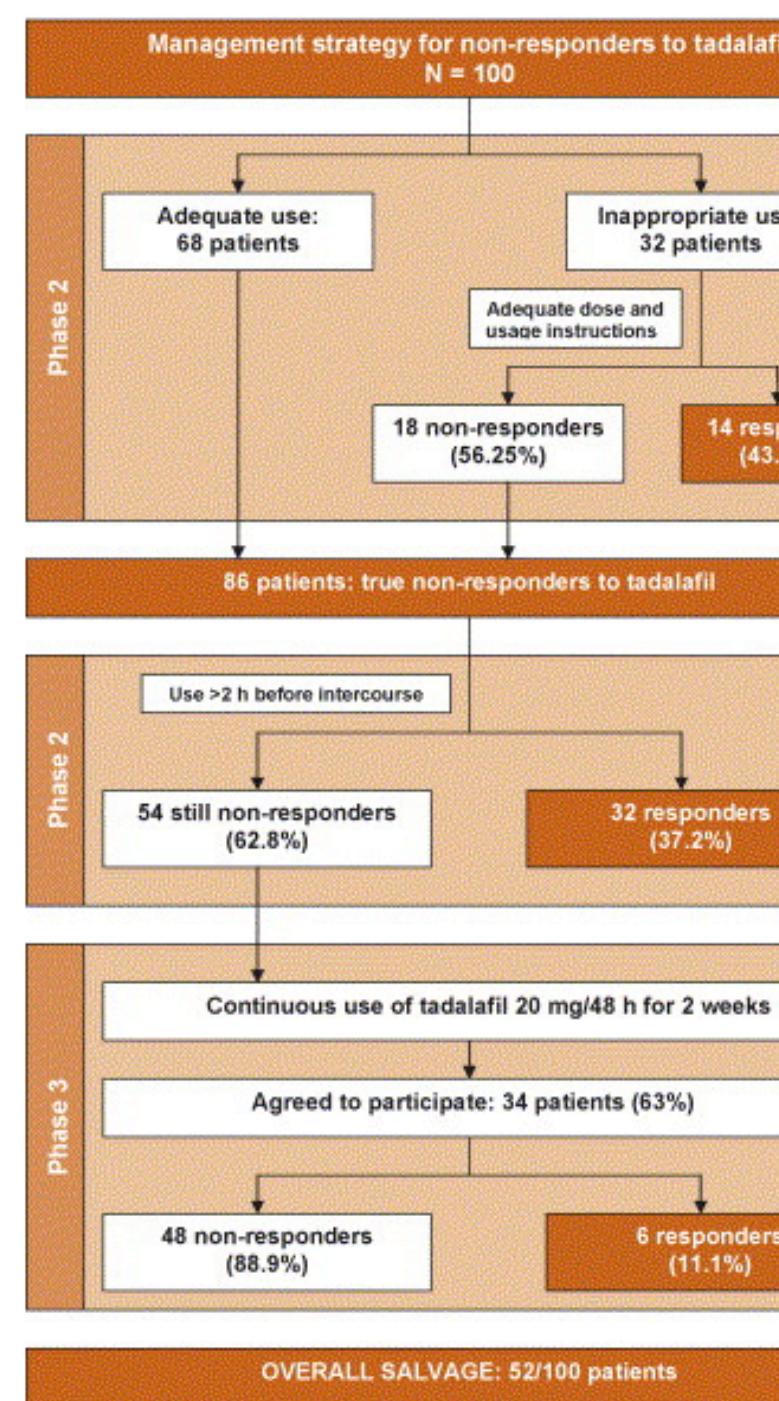 Management strategy for non-responders to tadalafi
N = 100
Phase 2
Adequate use:
68 patients
Inappropriate us
32 patients
Adequate dose and
usage instructions
18 non-responders
(56.25%)
14 resp
(43.
86 patients: true non-responders to tadalafil
Phase 2
Use >2 h before intercourse
54 still non-responders
(62.8%)
32 responders
(37.2%)
Phase 3
Continuous use of tadalafil 20 mg/48 h for 2 weeks
Agreed to participate: 34 patients (63%)
48 non-responders
(88.9%)
6 responders
(11.1%)
OVERALL SALVAGE: 52/100 patients